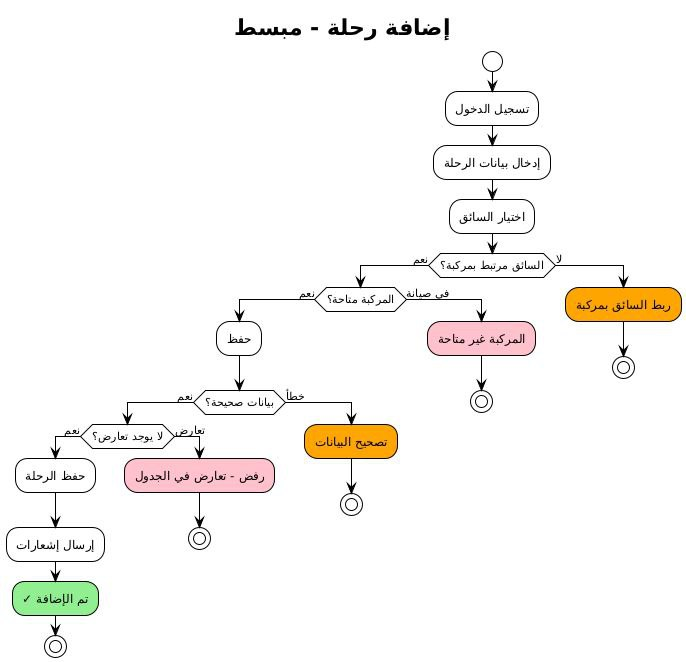 إضافة رحلة - مبسط
تسجيل الدخول
إدخال بيانات الرحلة
اختيار السائق
السائق مرتبط بمركبة؟
نعم
لا
ربط السائق بمركبة
المركبة متاحة؟
نعم
في صيانة
المركبة غير متاحة
حفظ
بيانات صحيحة؟
نعم
خطأ
تصحيح البيانات
لا يوجد تعارض؟
نعم
تعارض
رفض - تعارض في الجدول
حفظ الرحلة
إرسال إشعارات
تم الإضافة ✓